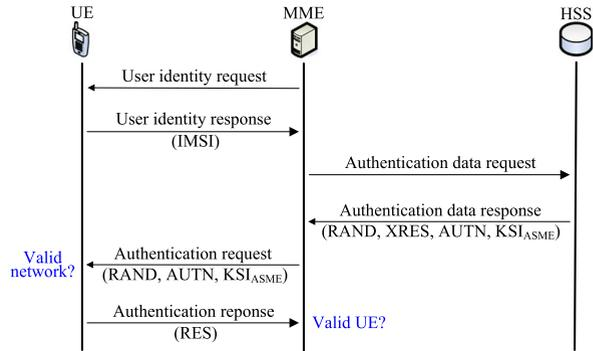 UE
MME
HSS
User identity request
User identity response
(IMSI)
Authentication data request
Authentication data response
(RAND, XRES, AUTN, KSIASME)
Valid
network?
Authentication request
(RAND, AUTN, KSIASME)
Authentication reponse
(RES)
Valid UE?